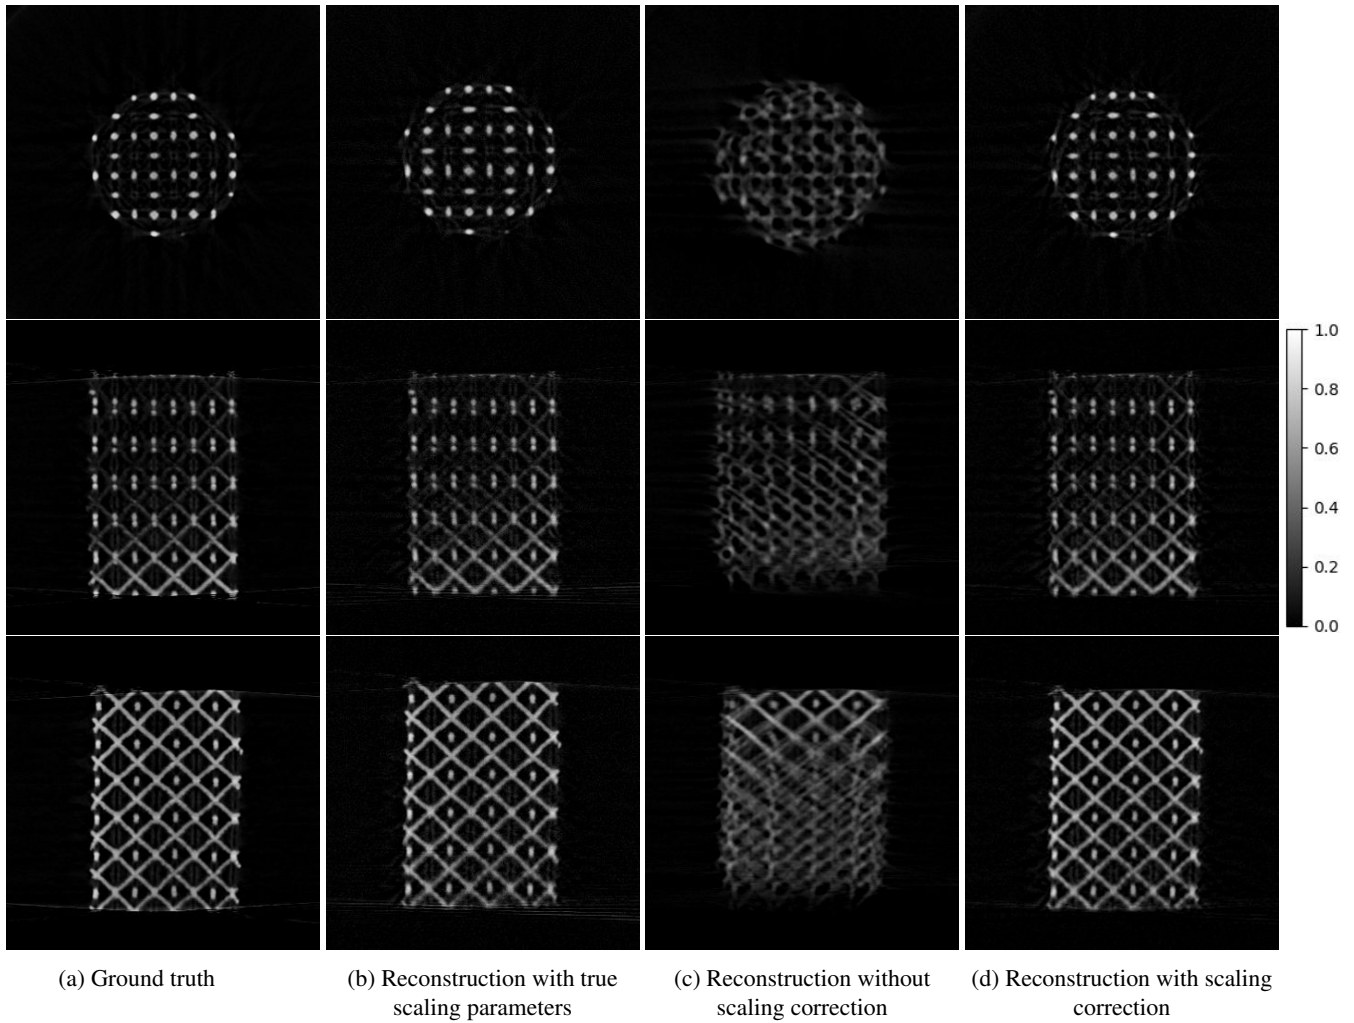 1.0
0.8
0.6
0.4
0.2
0.0
(a) Ground truth
(b) Reconstruction with true
scaling parameters
(c) Reconstruction without
scaling correction
(d) Reconstruction with scaling
correction